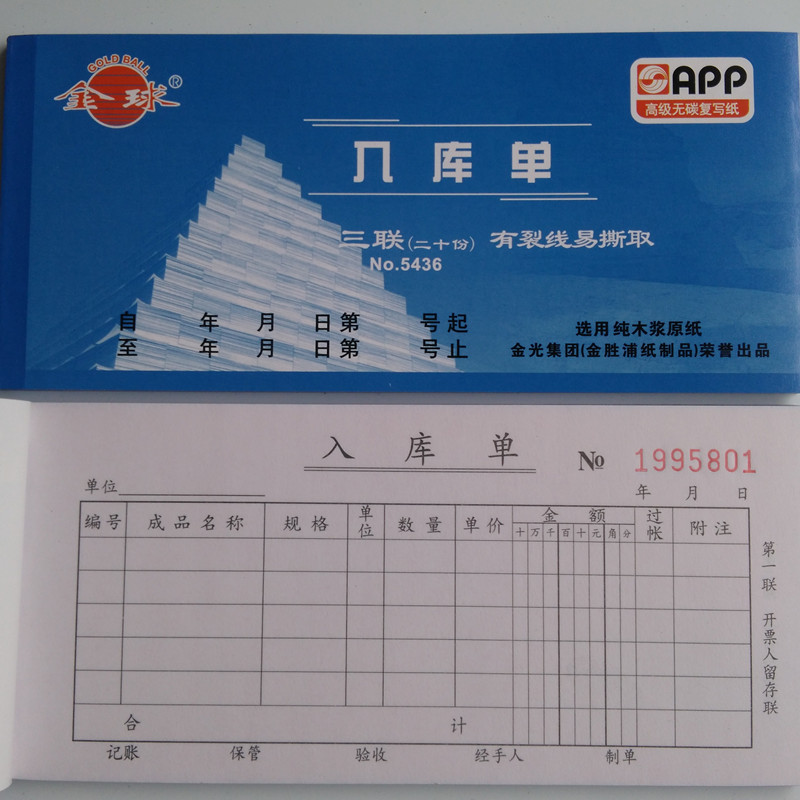 GOLD BALL
金球®
APP
高级无碳复写纸
入库单
三联(二十份) 有裂线易撕取
No.5436
自 年 月 日第 号起
至 年 月 日第 号止
选用纯木浆原纸
金光集团(金胜浦纸制品)荣誉出品
入库单
№ 1995801
单位
年 月 日
编号 成品名称 规格 单位 数量 单价 金额 过帐 附注
十 万 千 百 十 元 角 分
合 计
第一联 开票人留存联
记账 保管 验收 经手人 制单